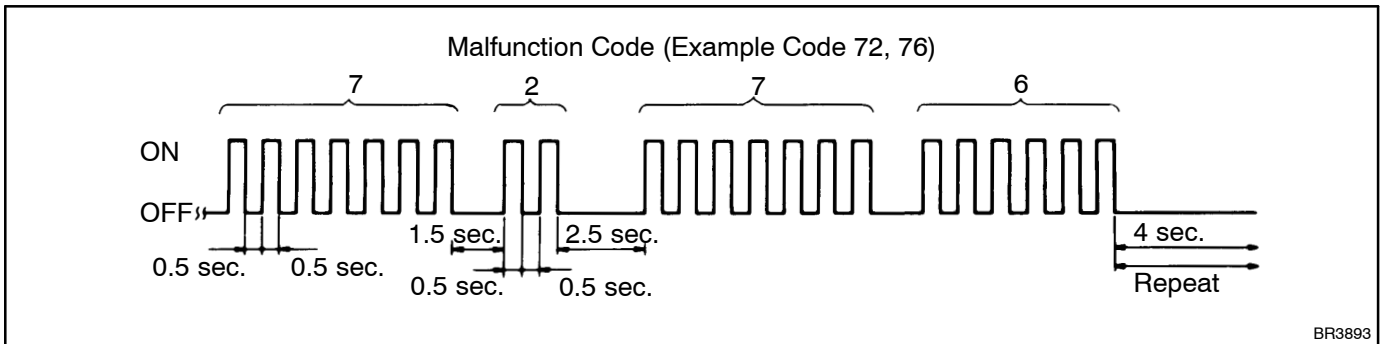 Malfunction Code (Example Code 72, 76)
7 2 7 6
ON
OFF
1.5 sec. 2.5 sec. 4 sec.
0.5 sec. 0.5 sec.
0.5 sec. 0.5 sec. Repeat
BR3893